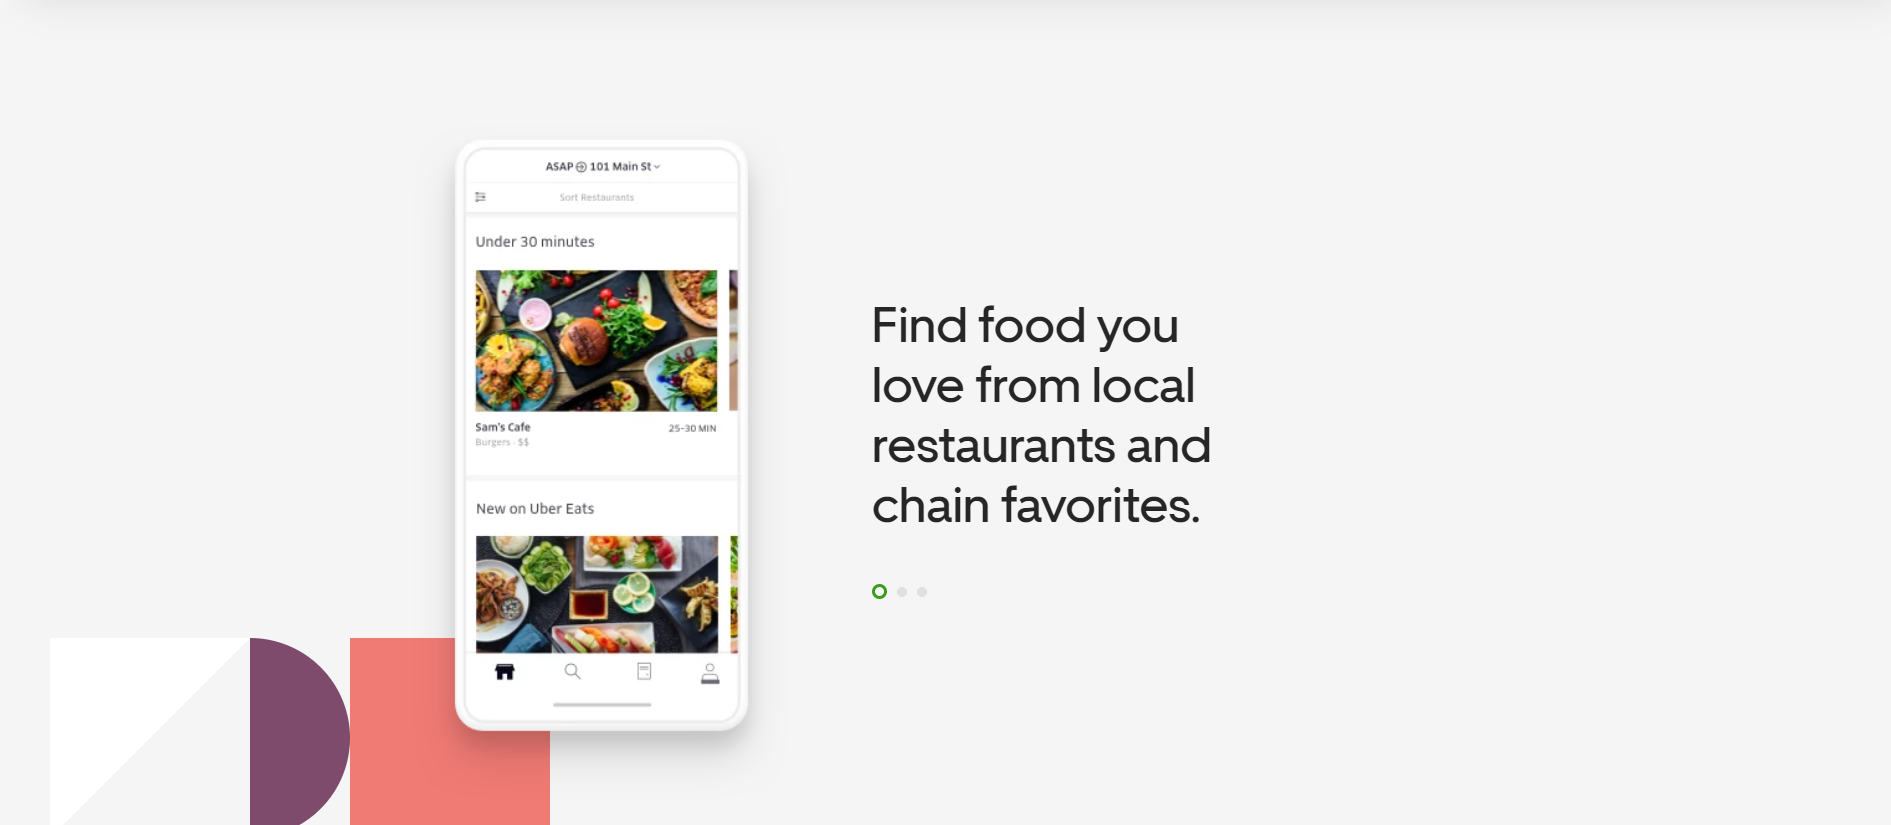 ASAP 101 Main St
Sort Restaurants
Under 30 minutes
Sam's Cafe
25–30 MIN
Burgers · $$
New on Uber Eats
Find food you
love from local
restaurants and
chain favorites.